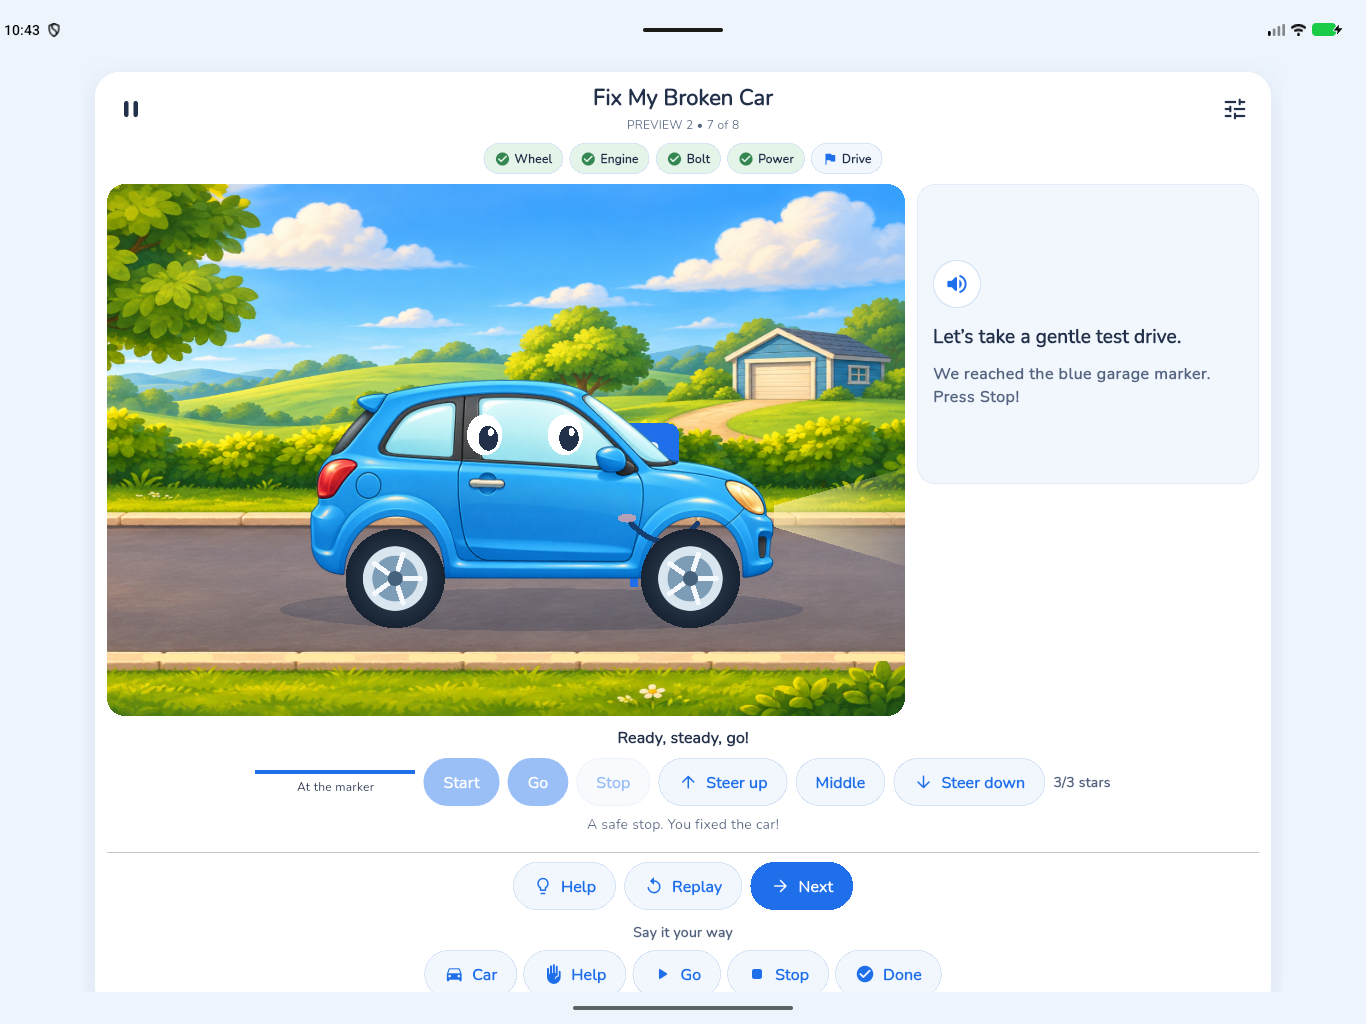 10:43
Fix My Broken Car
PREVIEW 2 • 7 of 8
Wheel Engine Bolt Power Drive
Let's take a gentle test drive.
We reached the blue garage marker.
Press Stop!
Ready, steady, go!
At the marker
Start Go Stop Steer up Middle Steer down 3/3 stars
A safe stop. You fixed the car!
Help Replay Next
Say it your way
Car Help Go Stop Done